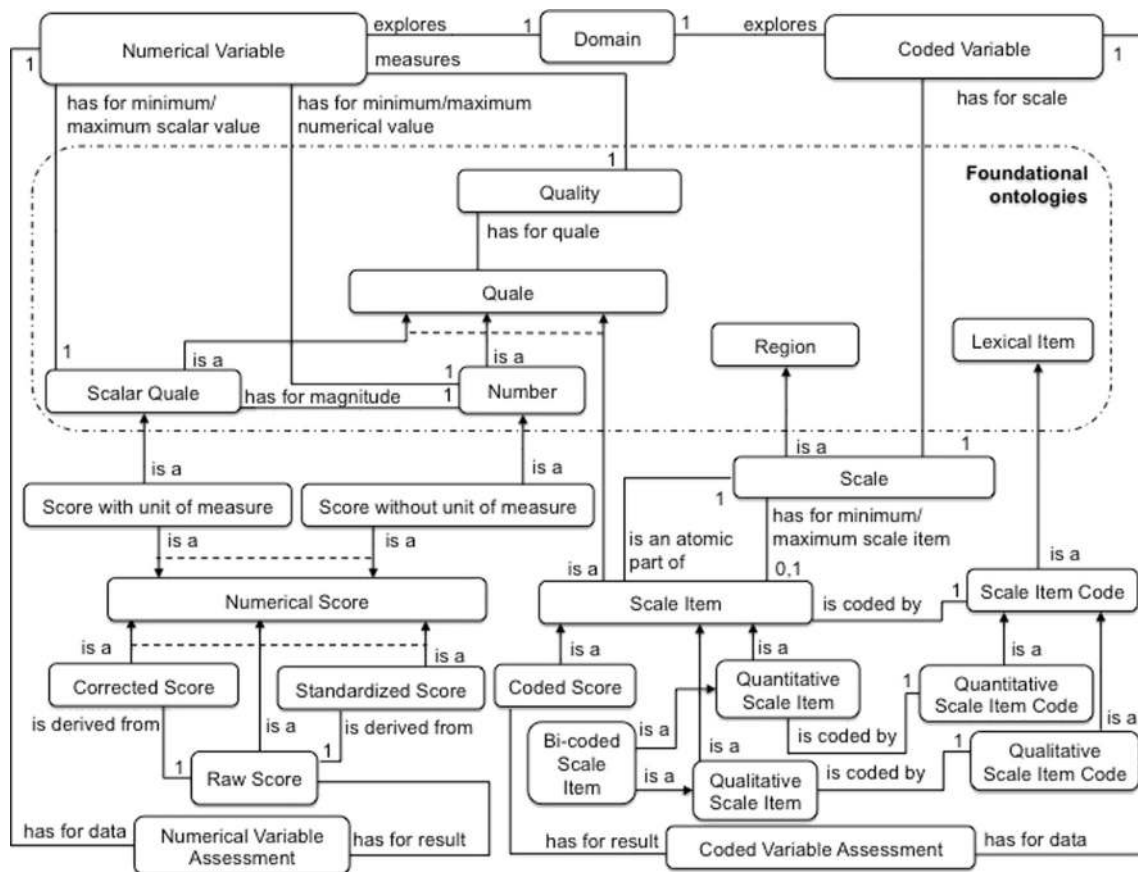 explores
1
1
Domain
1
explores
Numerical Variable
Coded Variable
1
measures
1
has for minimum/
maximum scalar value
has for minimum/maximum
numerical value
has for scale
1
Foundational
ontologies
Quality
has for quale
Quale
Region
Lexical Item
1
is a
is a
1
Scalar Quale
has for magnitude
1
Number
is a
is a
is a
1
Scale
Score with unit of measure
Score without unit of measure
1
has for minimum/
maximum scale item
is a
is a
is an atomic
part of
is a
0,1
is a
Numerical Score
Scale Item
is coded by
1
Scale Item Code
is a
is a
is a
is a
is a
Corrected Score
Standardized Score
Coded Score
Quantitative
Scale Item
1
Quantitative
Scale Item Code
is derived from
is a
is derived from
is a
is a
is a
Bi-coded
Scale
Item
is coded by
1
1
1
Raw Score
is a
Qualitative
Scale Item
is coded by
Qualitative
Scale Item Code
has for data
Numerical Variable
Assessment
has for result
has for result
Coded Variable Assessment
has for data